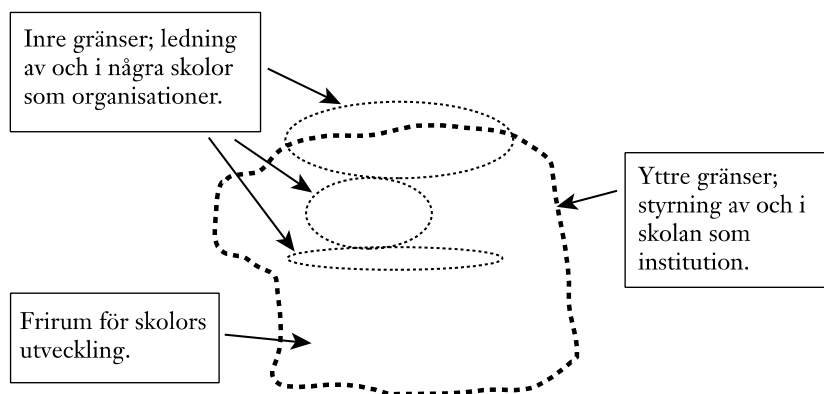 Inre gränser; ledning
av och i några skolor
som organisationer.
Yttre gränser;
styrning av och i
skolan som
institution.
Frirum för skolors
utveckling.